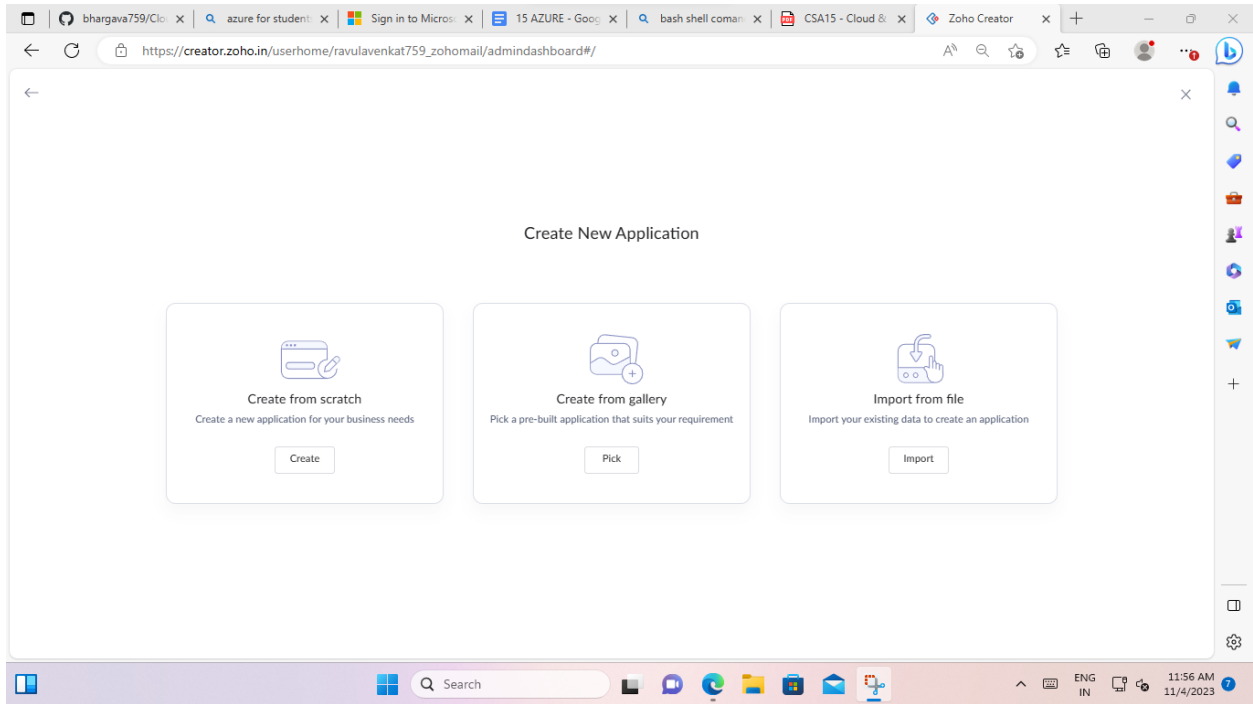 bhargava759/Clo
azure for student
Sign in to Microso
15 AZURE - Goog
bash shell coman
CSA15 - Cloud &
Zoho Creator
https://creator.zoho.in/userhome/ravulavenkat759_zohomail/admindashboard#/
Create New Application
Create from scratch
Create a new application for your business needs
Create
Create from gallery
Pick a pre-built application that suits your requirement
Pick
Import from file
Import your existing data to create an application
Import
Search
ENG
IN
11:56 AM
11/4/2023
7